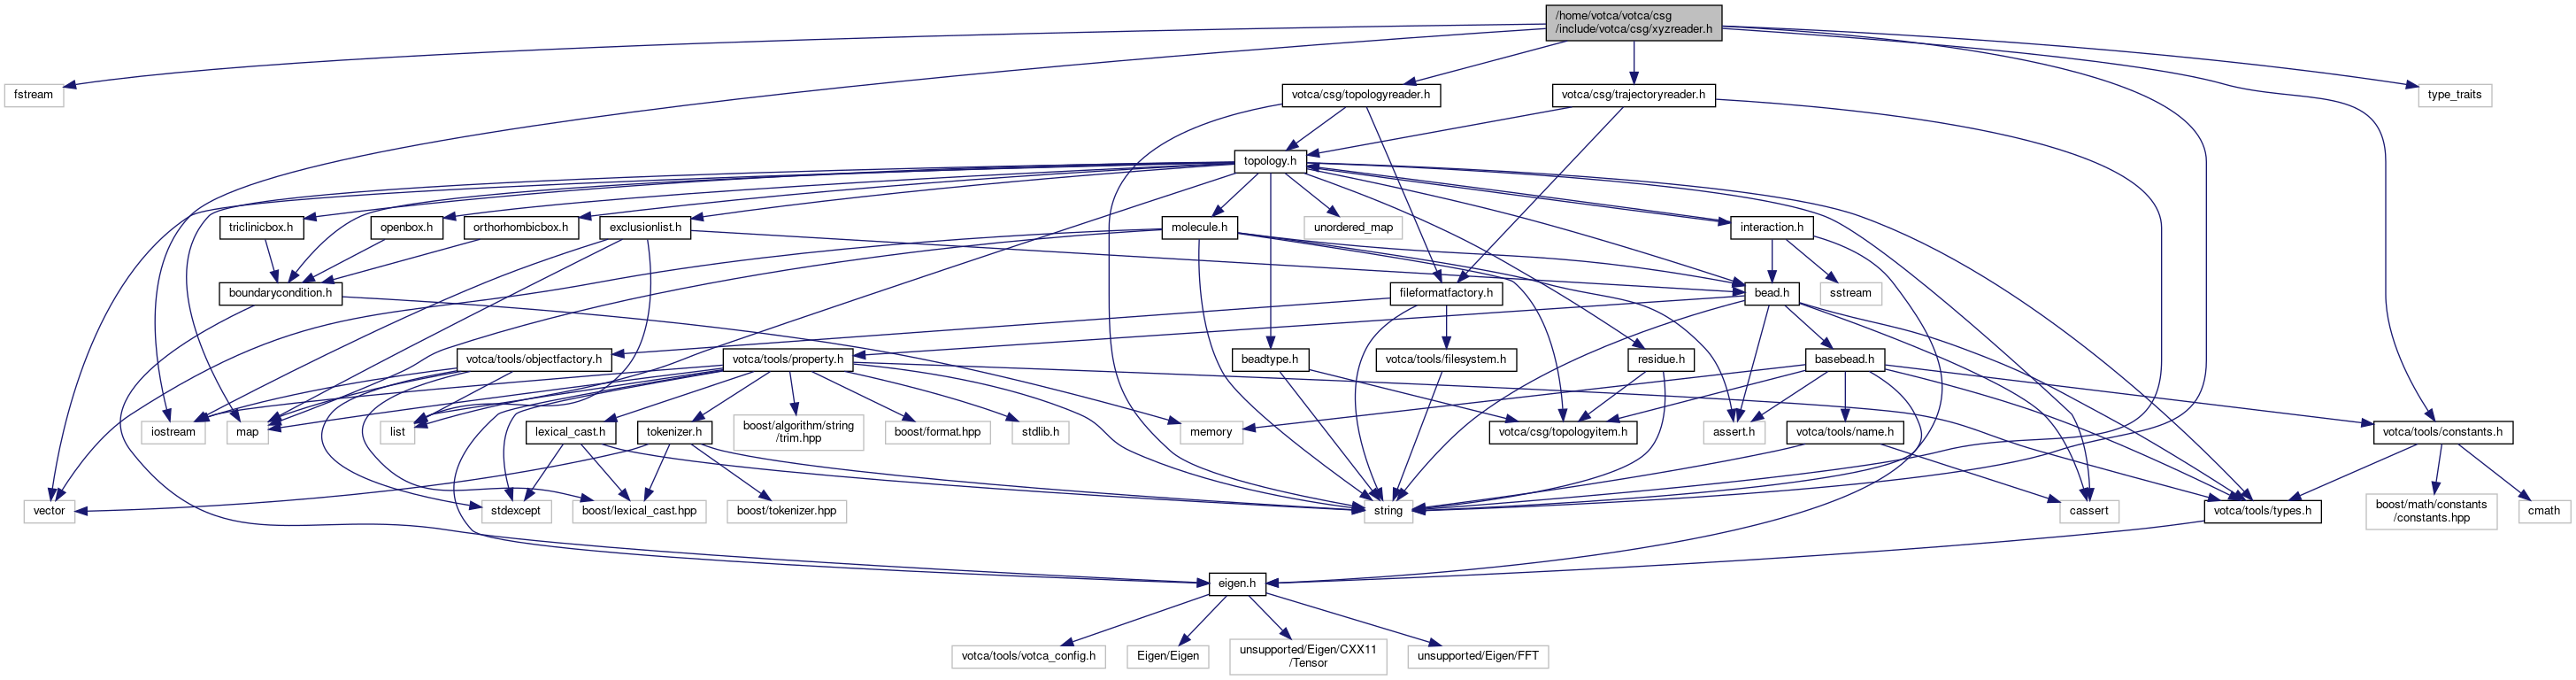 /home/votca/votca/csg
/include/votca/csg/xyzreader.h
fstream
votca/csg/topologyreader.h
votca/csg/trajectoryreader.h
type_traits
topology.h
triclinicbox.h
openbox.h
orthorhombicbox.h
exclusionlist.h
molecule.h
unordered_map
interaction.h
boundarycondition.h
fileformatfactory.h
bead.h
sstream
votca/tools/objectfactory.h
votca/tools/property.h
beadtype.h
votca/tools/filesystem.h
residue.h
basebead.h
iostream
map
list
lexical_cast.h
tokenizer.h
boost/algorithm/string
/trim.hpp
boost/format.hpp
stdlib.h
memory
votca/csg/topologyitem.h
assert.h
votca/tools/name.h
votca/tools/constants.h
vector
stdexcept
boost/lexical_cast.hpp
boost/tokenizer.hpp
string
cassert
votca/tools/types.h
boost/math/constants
/constants.hpp
cmath
eigen.h
votca/tools/votca_config.h
Eigen/Eigen
unsupported/Eigen/CXX11
/Tensor
unsupported/Eigen/FFT